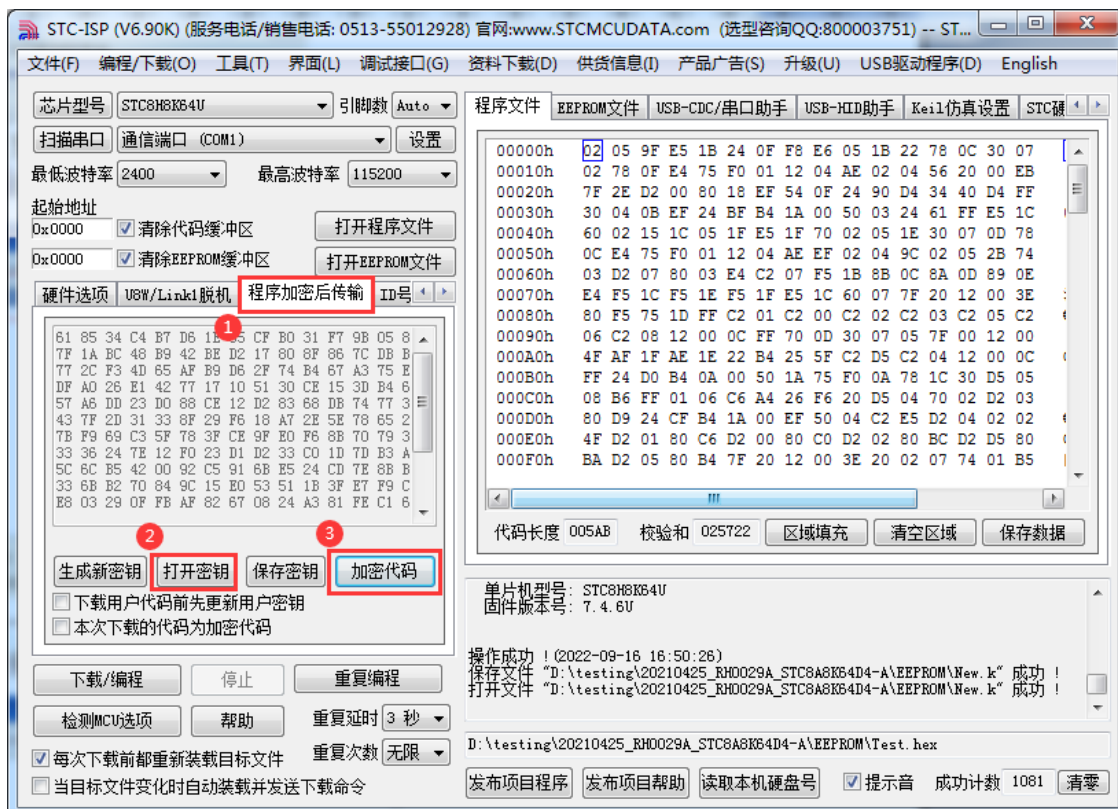 STC-ISP (V6.90K) (服务电话/销售电话: 0513-55012928) 官网:www.STCMCUDATA.com (选型咨询QQ:800003751) -- ST...
文件(F) 编程/下载(O) 工具(T) 界面(L) 调试接口(G) 资料下载(D) 供货信息(I) 产品广告(S) 升级(U) USB驱动程序(D) English
芯片型号 STC8H8K64U 引脚数 Auto
扫描串口 通信端口 (COM1) 设置
最低波特率 2400 最高波特率 115200
起始地址
0x0000 清除代码缓冲区 打开程序文件
0x0000 清除EEPROM缓冲区 打开EEPROM文件
硬件选项 U8W/Link1脱机 程序加密后传输 ID号
1
61 85 34 C4 B7 D6 CF B0 31 F7 9B 05 8
7F 1A BC 48 B9 42 BE D2 17 80 8F 86 7C DB B
77 2C F3 4D 65 AF B9 D6 2F 74 B4 67 A3 75 E
DF A0 26 E1 42 77 17 10 51 30 CE 15 3D B4 6
57 A6 DD 23 D0 88 CE 12 D2 83 68 DB 74 77 3
43 7F 2D 31 33 8F 29 F6 18 A7 2E 5E 78 65 2
7B F9 69 C3 5F 78 3F CE 9F E0 F6 8B 70 79 3
33 36 24 7E 12 F0 23 D1 D2 33 C0 1D 7D B3 A
5C 6C B5 42 00 92 C5 91 6B E5 24 CD 7E 8B B
33 6B B2 70 84 9C 15 E0 53 51 1B 3F E7 F9 C
E8 03 29 0F FB AF 82 67 08 24 A3 81 FE C1 6
2 3
生成新密钥 打开密钥 保存密钥 加密代码
下载用户代码前先更新用户密钥
本次下载的代码为加密代码
下载/编程 停止 重复编程
检测MCU选项 帮助 重复延时 3 秒
每次下载前都重新装载目标文件 重复次数 无限
当目标文件变化时自动装载并发送下载命令
程序文件 EEPROM文件 USB-CDC/串口助手 USB-HID助手 Keil仿真设置 STC硬
00000h 02 05 9F E5 1B 24 0F F8 E6 05 1B 22 78 0C 30 07
00010h 02 78 0F E4 75 F0 01 12 04 AE 02 04 56 20 00 EB
00020h 7F 2E D2 00 80 18 EF 54 0F 24 90 D4 34 40 D4 FF
00030h 30 04 0B EF 24 BF B4 1A 00 50 03 24 61 FF E5 1C
00040h 60 02 15 1C 05 1F E5 1F 70 02 05 1E 30 07 0D 78
00050h 0C E4 75 F0 01 12 04 AE EF 02 04 9C 02 05 2B 74
00060h 03 D2 07 80 03 E4 C2 07 F5 1B 8B 0C 8A 0D 89 0E
00070h E4 F5 1C F5 1E F5 1F E5 1C 60 07 7F 20 12 00 3E
00080h 80 F5 75 1D FF C2 01 C2 00 C2 02 C2 03 C2 05 C2
00090h 06 C2 08 12 00 0C FF 70 0D 30 07 05 7F 00 12 00
000A0h 4F AF 1F AE 1E 22 B4 25 5F C2 D5 C2 04 12 00 0C
000B0h FF 24 D0 B4 0A 00 50 1A 75 F0 0A 78 1C 30 D5 05
000C0h 08 B6 FF 01 06 C6 A4 26 F6 20 D5 04 70 02 D2 03
000D0h 80 D9 24 CF B4 1A 00 EF 50 04 C2 E5 D2 04 02 02
000E0h 4F D2 01 80 C6 D2 00 80 C0 D2 02 80 BC D2 D5 80
000F0h BA D2 05 80 B4 7F 20 12 00 3E 20 02 07 74 01 B5
代码长度 005AB 校验和 025722 区域填充 清空区域 保存数据
单片机型号: STC8H8K64U
固件版本号: 7.4.6U
操作成功 !(2022-09-16 16:50:26)
保存文件 "D:\testing\20210425_RH0029A_STC8A8K64D4-A\EEPROM\New.k" 成功 !
打开文件 "D:\testing\20210425_RH0029A_STC8A8K64D4-A\EEPROM\New.k" 成功 !
D:\testing\20210425_RH0029A_STC8A8K64D4-A\EEPROM\Test.hex
发布项目程序 发布项目帮助 读取本机硬盘号 提示音 成功计数 1081 清零